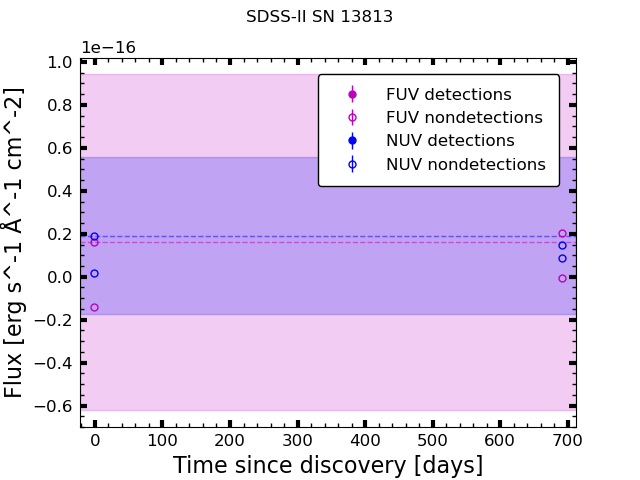 SDSS-II SN 13813
1e−16
1.0
0.8
0.6
0.4
0.2
0.0
−0.2
−0.4
−0.6
Flux [erg s^-1 Å^-1 cm^-2]
FUV detections
FUV nondetections
NUV detections
NUV nondetections
0 100 200 300 400 500 600 700
Time since discovery [days]